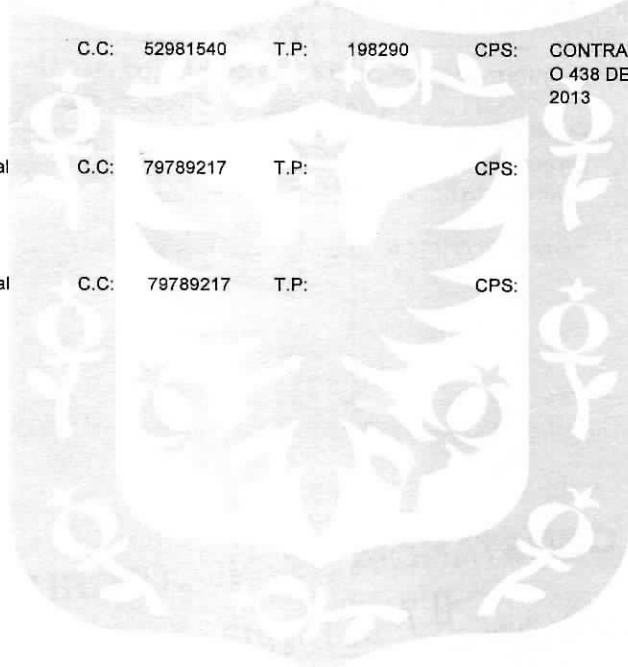 C.C: 52981540 T.P: 198290 CPS: CONTRA
O 438 DE
2013
al C.C: 79789217 T.P: CPS:
al C.C: 79789217 T.P: CPS: